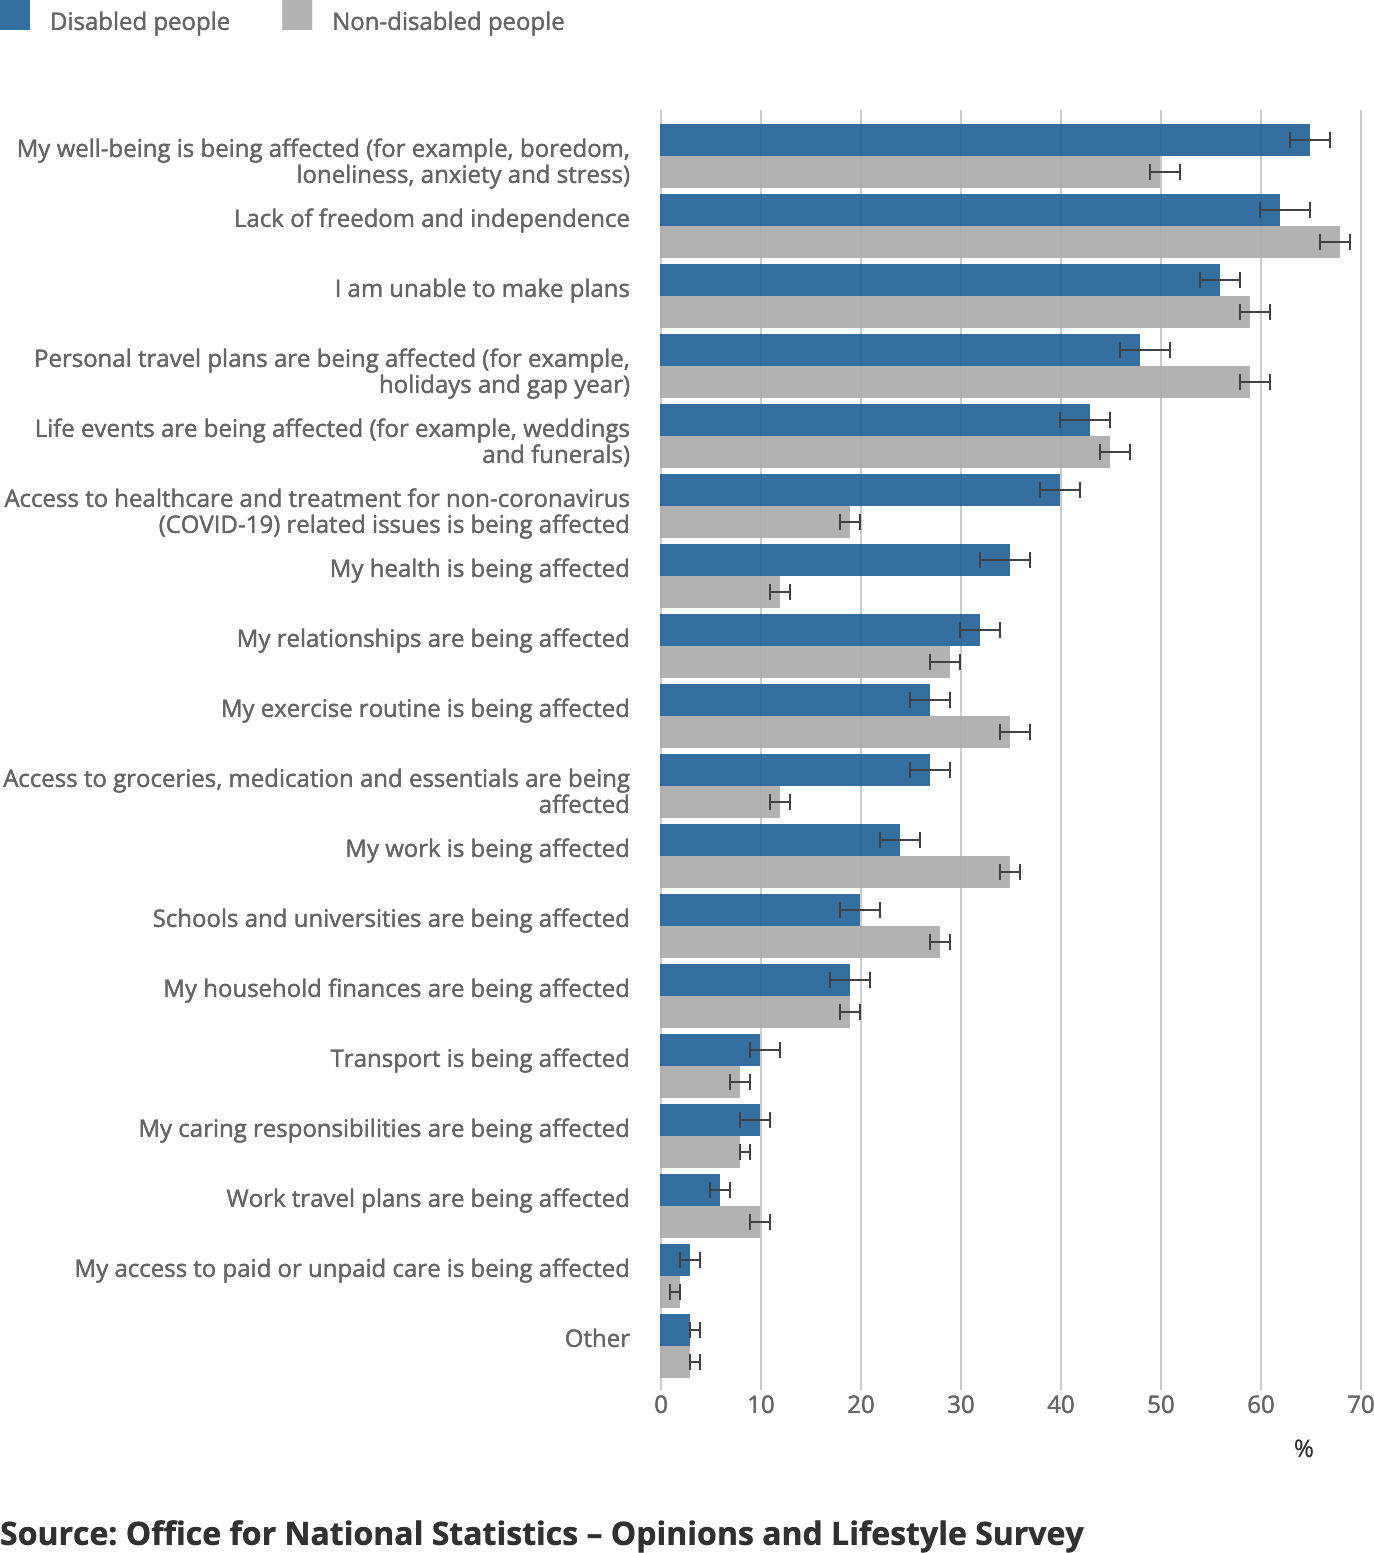 Disabled people
Non-disabled people
My well-being is being affected (for example, boredom,
loneliness, anxiety and stress)
Lack of freedom and independence
I am unable to make plans
Personal travel plans are being affected (for example,
holidays and gap year)
Life events are being affected (for example, weddings
and funerals)
Access to healthcare and treatment for non-coronavirus
(COVID-19) related issues is being affected
My health is being affected
My relationships are being affected
My exercise routine is being affected
Access to groceries, medication and essentials are being
affected
My work is being affected
Schools and universities are being affected
My household finances are being affected
Transport is being affected
My caring responsibilities are being affected
Work travel plans are being affected
My access to paid or unpaid care is being affected
Other
0 10 20 30 40 50 60 70
%
Source: Office for National Statistics – Opinions and Lifestyle Survey